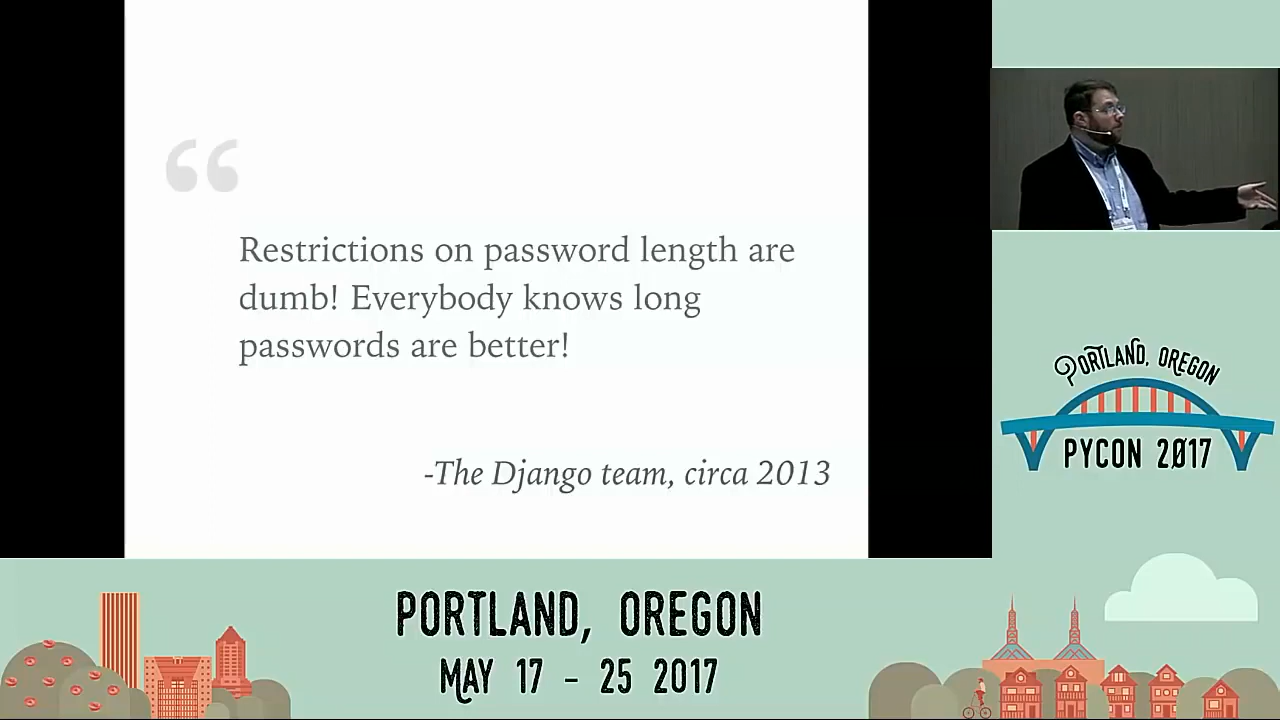 “
Restrictions on password length are
dumb! Everybody knows long
passwords are better!
-The Django team, circa 2013
PORTLAND, OREGON
PYCON 2017
PORTLAND, OREGON
MAY 17 - 25 2017